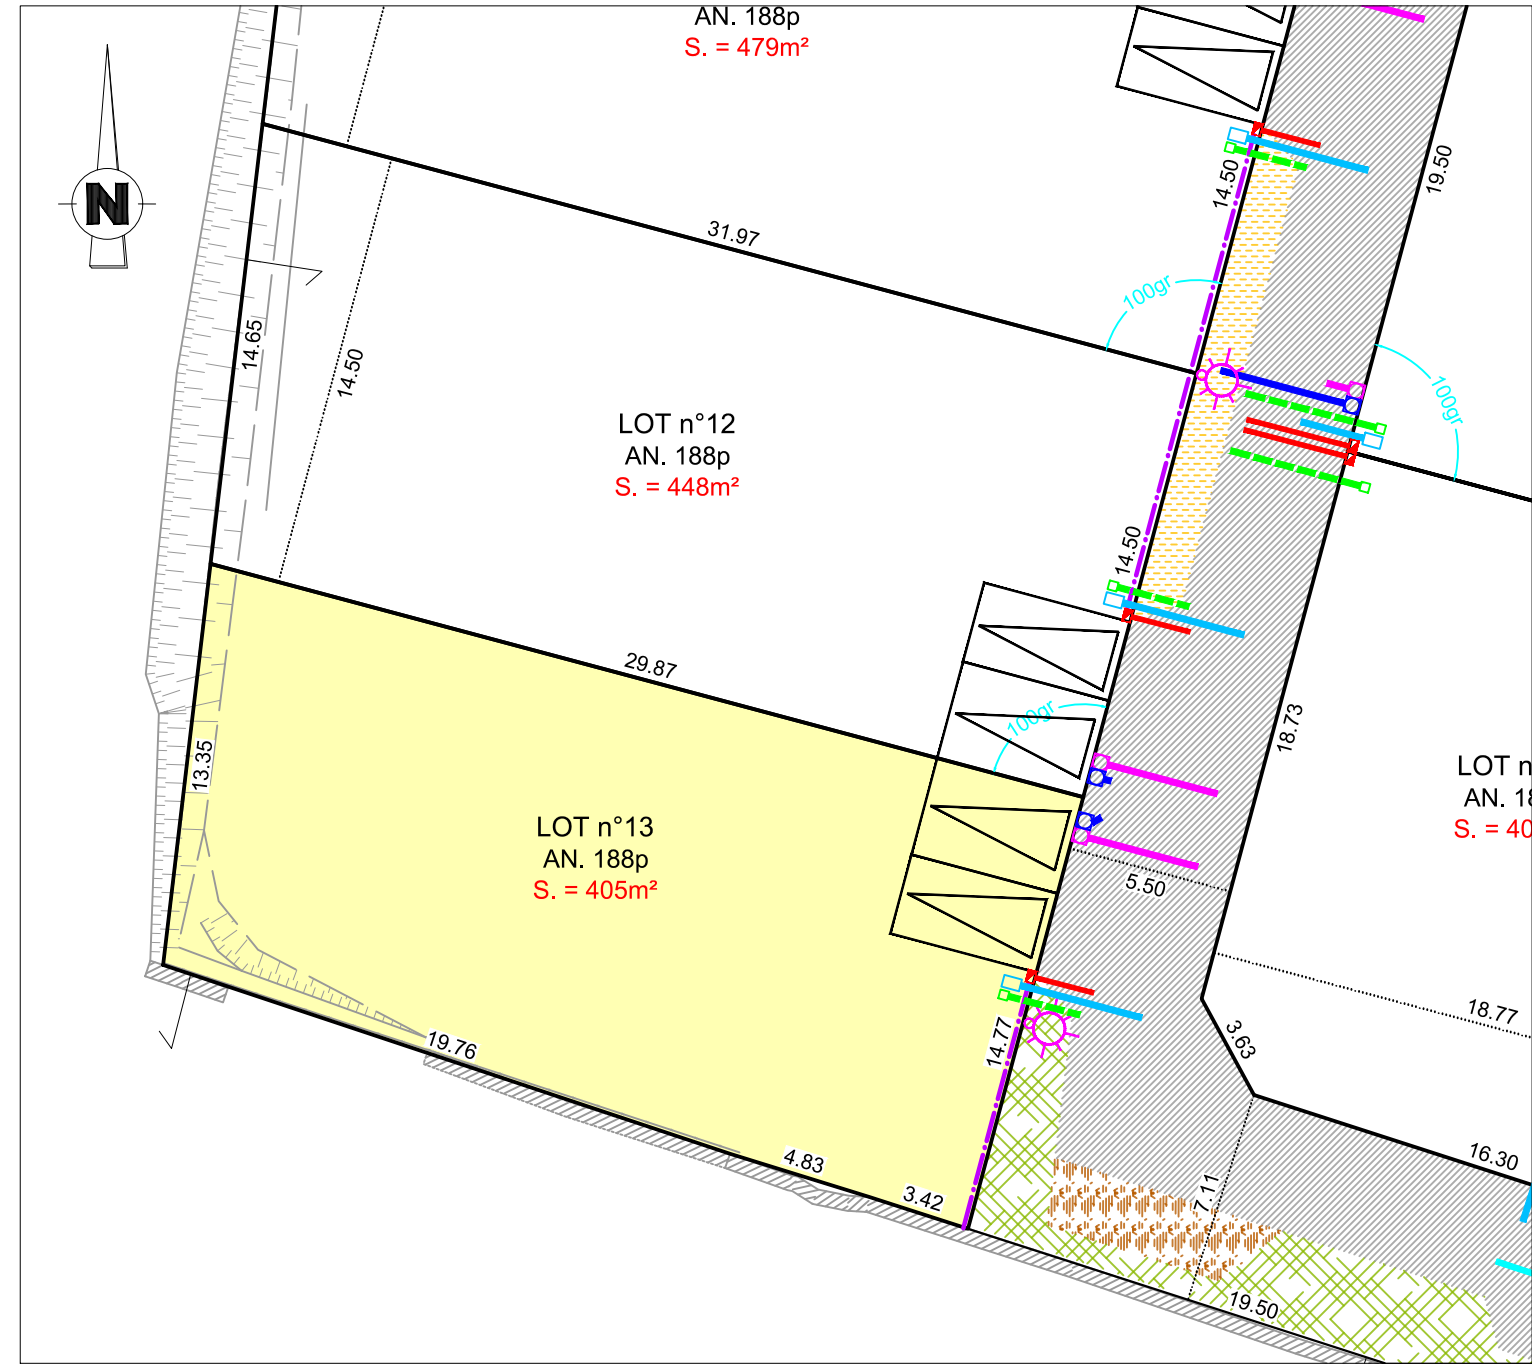 AN. 188p
S. = 479m²
N
19.50
14.50
31.97
100gr
14.65
14.50
100gr
LOT n°12
AN. 188p
S. = 448m²
14.50
29.87
100gr
18.73
13.35
LOT n
AN. 18
S. = 40
LOT n°13
AN. 188p
S. = 405m²
5.50
18.77
19.76
14.77
3.63
4.83
3.42
16.30
7.11
19.50